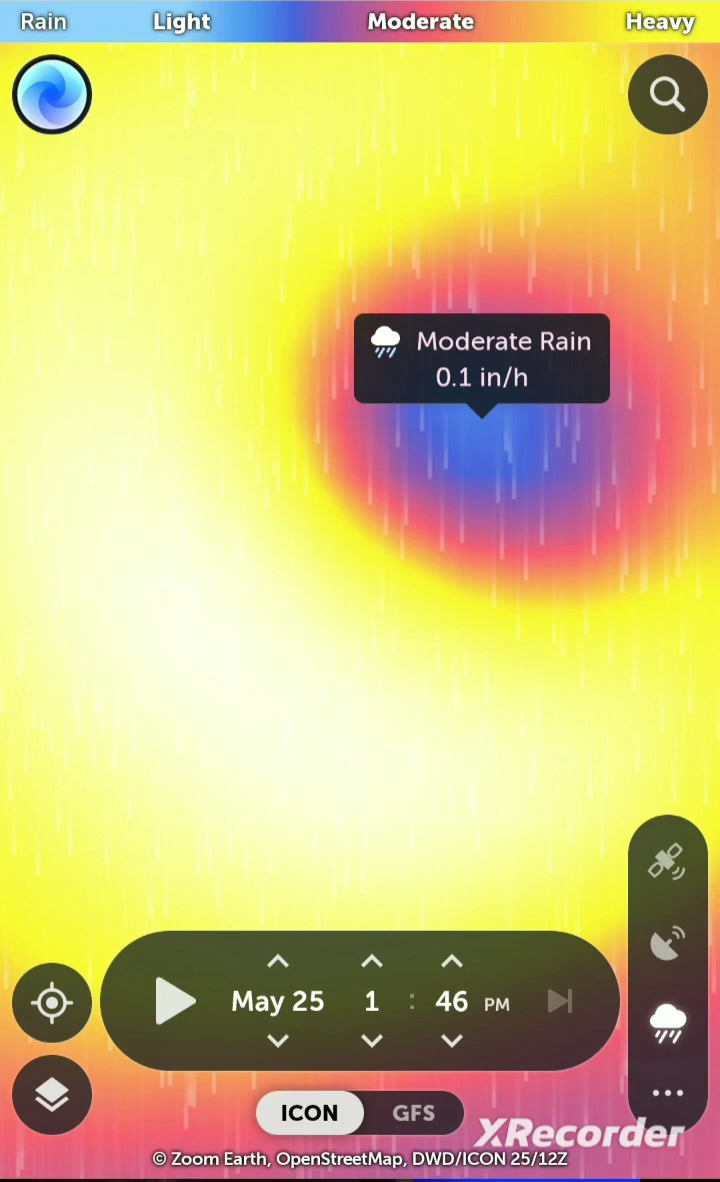 Rain Light Moderate Heavy
Moderate Rain
0.1 in/h
May 25 1 : 46 PM
ICON GFS
XRecorder
© Zoom Earth, OpenStreetMap, DWD/ICON 25/12Z